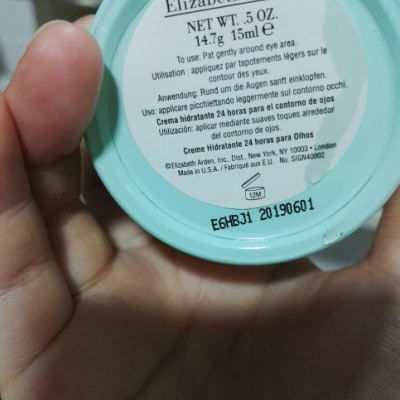 Elizabeth
NET WT. .5 OZ.
14.7g 15ml e
To use: Pat gently around eye area.
Utilisation : appliquez par tapotements légers sur le
contour des yeux.
Anwendung: Rund um die Augen sanft einklopfen.
Uso: applicare picchiettando leggermente sul contorno occhi.
Crema hidratante 24 horas para el contorno de ojos
Utilización: aplicar mediante suaves toques alrededor
del contorno de ojos.
Creme Hidratante 24 horas para Olhos
©Elizabeth Arden, Inc., Dist., New York, NY 10003 • London
Made in U.S.A. / Fabriqué aux E.U. No. SIGN40002
12M
E6HBJ1 20190601